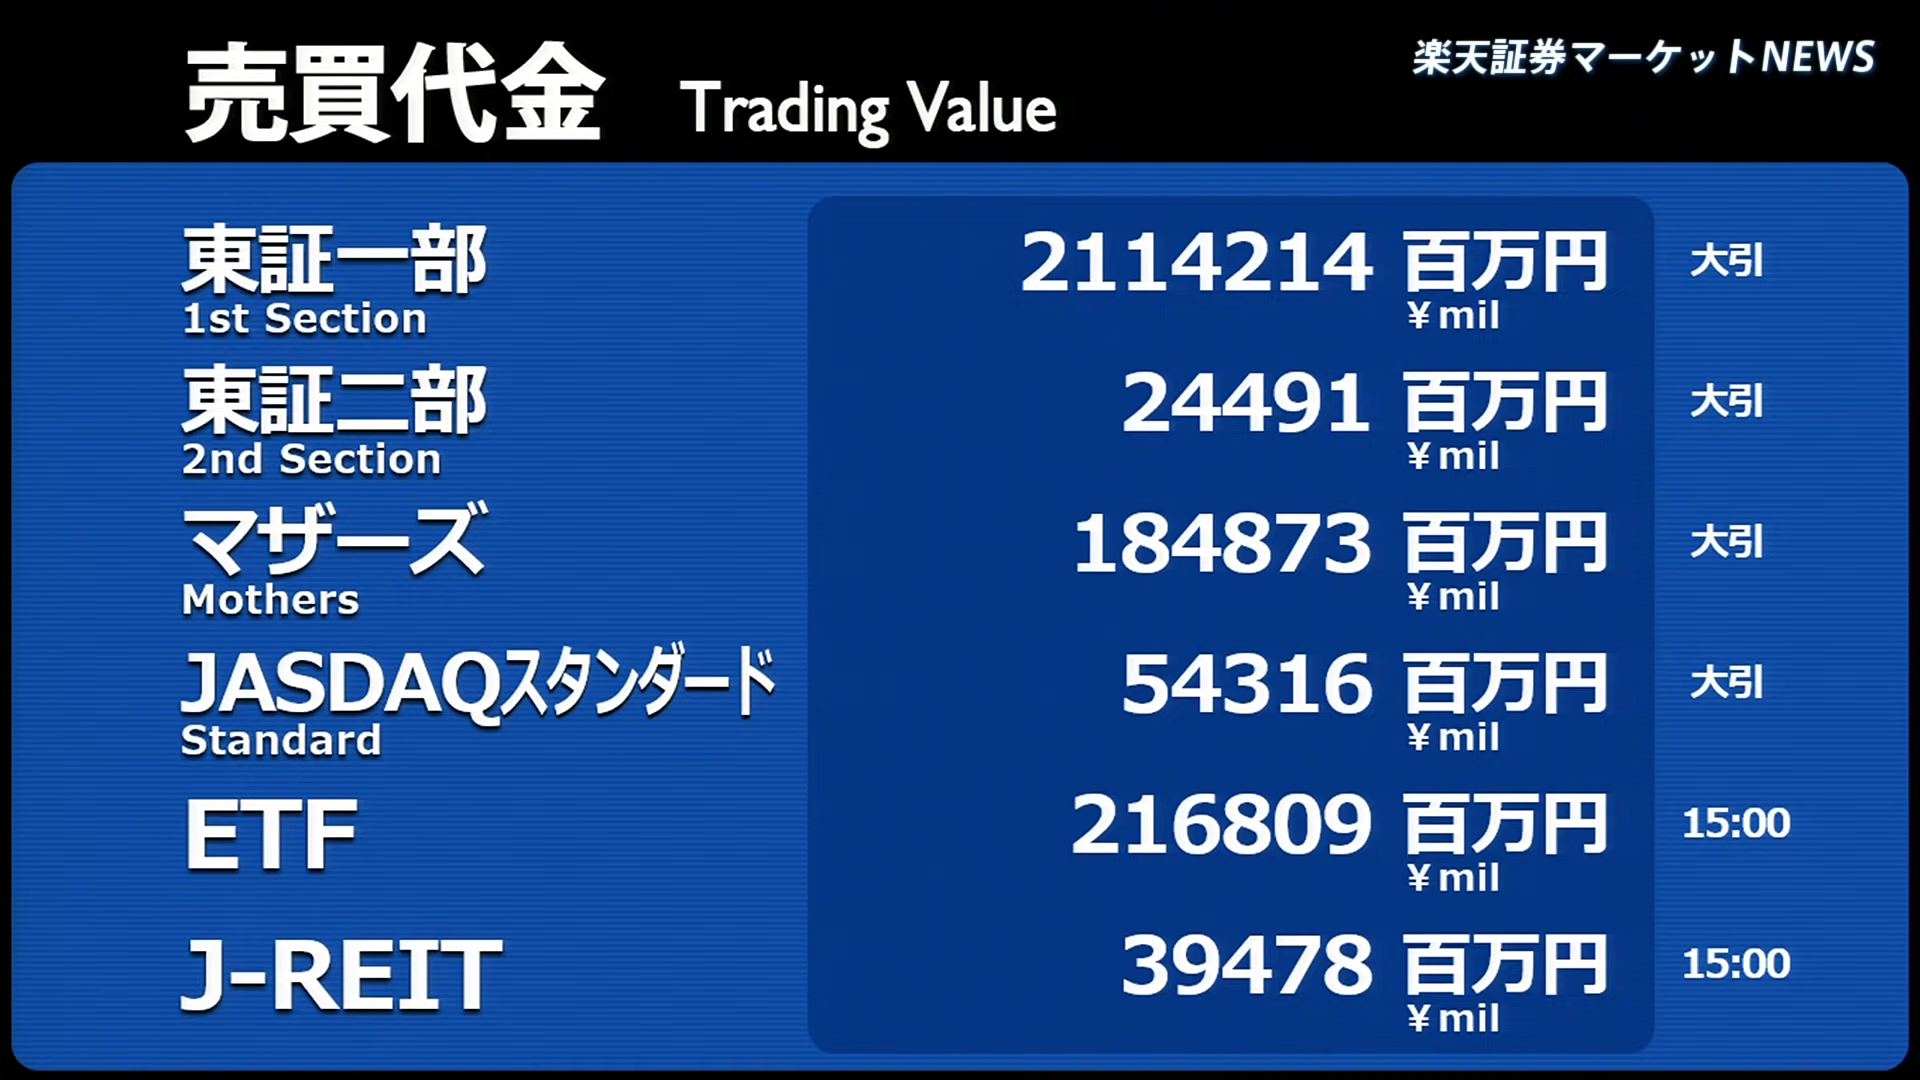 売買代金 Trading Value
楽天証券マーケットNEWS
東証一部 2114214 百万円 大引
1st Section ¥mil
東証二部 24491 百万円 大引
2nd Section ¥mil
マザーズ 184873 百万円 大引
Mothers ¥mil
JASDAQスタンダード 54316 百万円 大引
Standard ¥mil
ETF 216809 百万円 15:00
¥mil
J-REIT 39478 百万円 15:00
¥mil